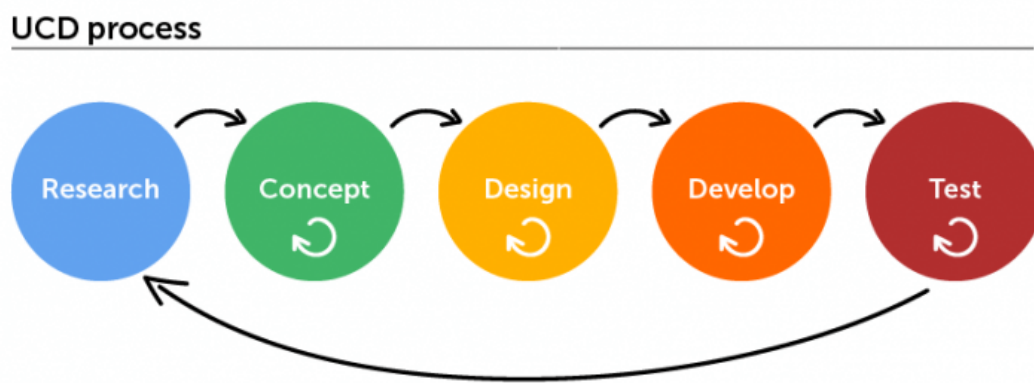 UCD process
Research
Concept
Design
Develop
Test